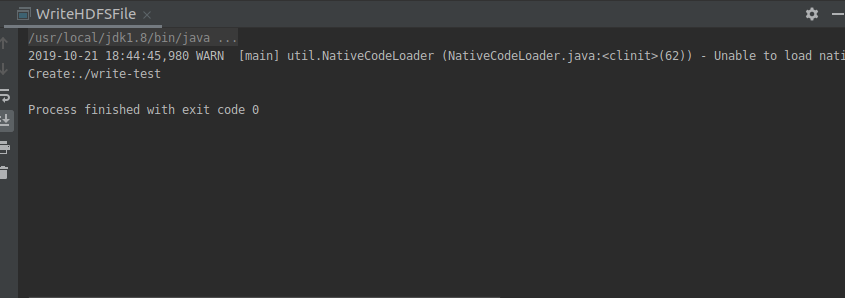 WriteHDFSFile
/usr/local/jdk1.8/bin/java ...
2019-10-21 18:44:45,980 WARN  [main] util.NativeCodeLoader (NativeCodeLoader.java:<clinit>(62)) - Unable to load nati
Create:./write-test
Process finished with exit code 0